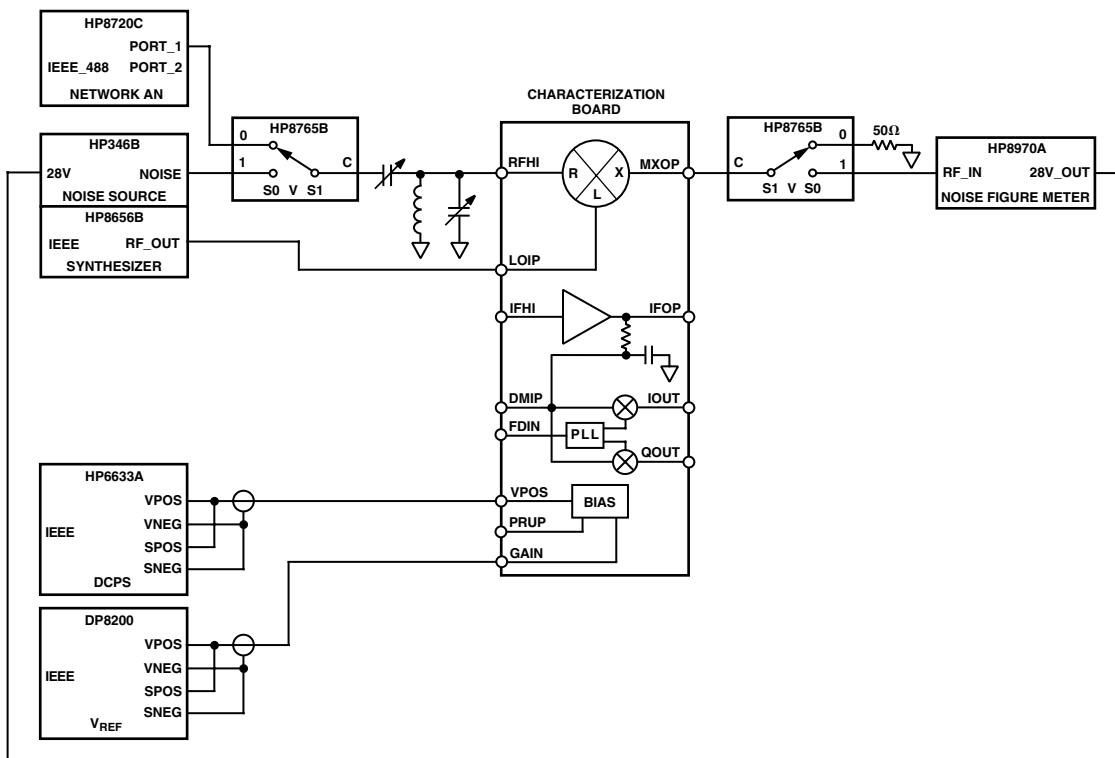 HP8720C
PORT_1
IEEE_488 PORT_2
NETWORK AN
HP346B
28V NOISE
NOISE SOURCE
HP8656B
IEEE RF_OUT
SYNTHESIZER
HP8765B
0
1
C
S0 V S1
CHARACTERIZATION
BOARD
RFHI
R X
L
MXOP
LOIP
IFHI
IFOP
DMIP
IOUT
FDIN
PLL
QOUT
VPOS
BIAS
PRUP
GAIN
HP8765B
0
C
1
S1 V S0
50Ω
HP8970A
RF_IN 28V_OUT
NOISE FIGURE METER
HP6633A
VPOS
VNEG
IEEE
SPOS
SNEG
DCPS
DP8200
VPOS
VNEG
IEEE
SPOS
SNEG
VREF